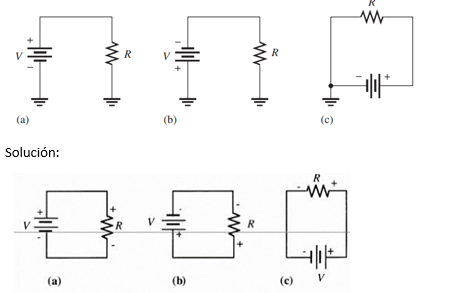 R
+ V − R
− V + R
− +
(a) (b) (c)
Solución:
R
− +
+ V - + R -
V - + - R +
- +
V
(a) (b) (c)